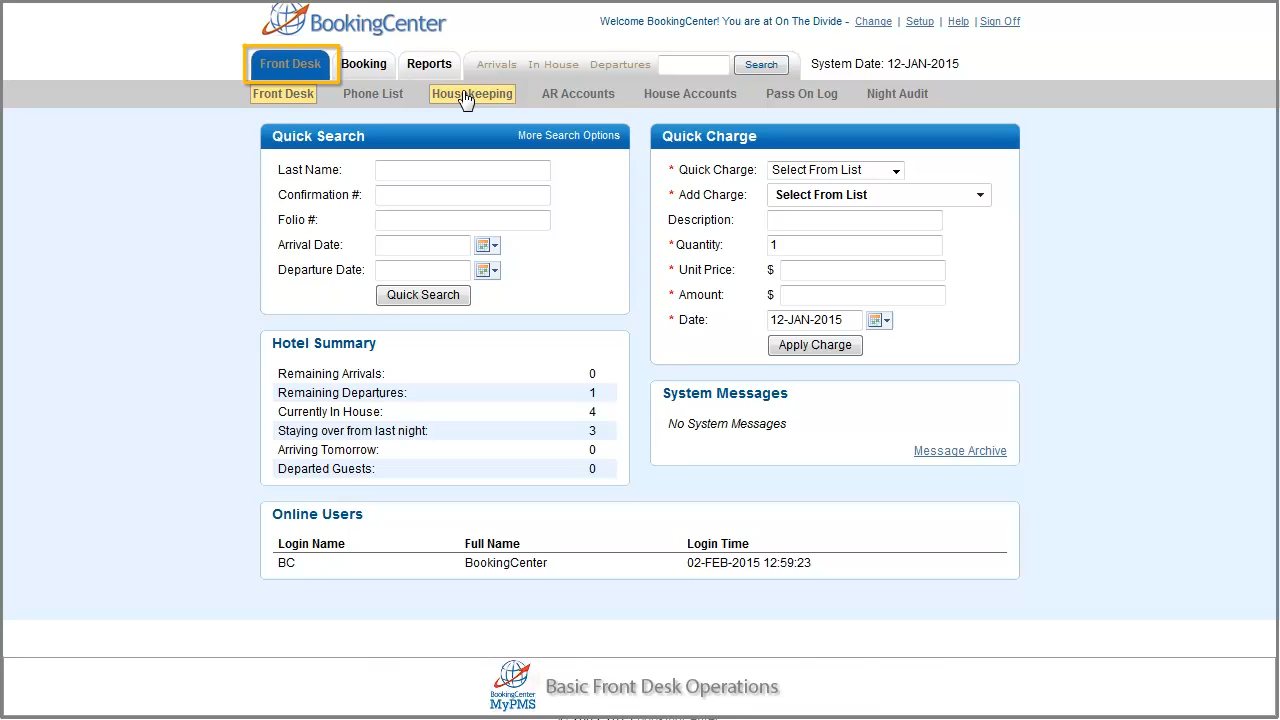 BookingCenter
Welcome BookingCenter! You are at On The Divide - Change | Setup | Help | Sign Off
Front Desk Booking Reports Arrivals In House Departures Search System Date: 12-JAN-2015
Front Desk Phone List Housekeeping AR Accounts House Accounts Pass On Log Night Audit
Quick Search More Search Options
Last Name:
Confirmation #:
Folio #:
Arrival Date:
Departure Date:
Quick Search
Quick Charge
* Quick Charge: Select From List
* Add Charge: Select From List
Description:
* Quantity: 1
* Unit Price: $
* Amount: $
* Date: 12-JAN-2015
Apply Charge
Hotel Summary
Remaining Arrivals: 0
Remaining Departures: 1
Currently In House: 4
Staying over from last night: 3
Arriving Tomorrow: 0
Departed Guests: 0
System Messages
No System Messages
Message Archive
Online Users
Login Name Full Name Login Time
BC BookingCenter 02-FEB-2015 12:59:23
BookingCenter
MyPMS
Basic Front Desk Operations